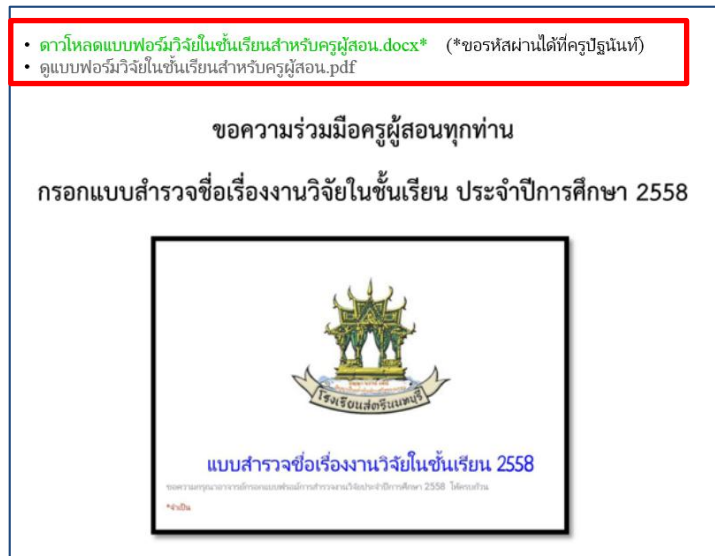 • ดาวโหลดแบบฟอร์มวิจัยในชั้นเรียนสำหรับครูผู้สอน.docx* (*ขอรหัสผ่านได้ที่ครูปัฐนันท์)
• ดูแบบฟอร์มวิจัยในชั้นเรียนสำหรับครูผู้สอน.pdf
ขอความร่วมมือครูผู้สอนทุกท่าน
กรอกแบบสำรวจชื่อเรื่องงานวิจัยในชั้นเรียน ประจำปีการศึกษา 2558
โรงเรียนสตรีนนทบุรี
แบบสำรวจชื่อเรื่องงานวิจัยในชั้นเรียน 2558
*จำเป็น